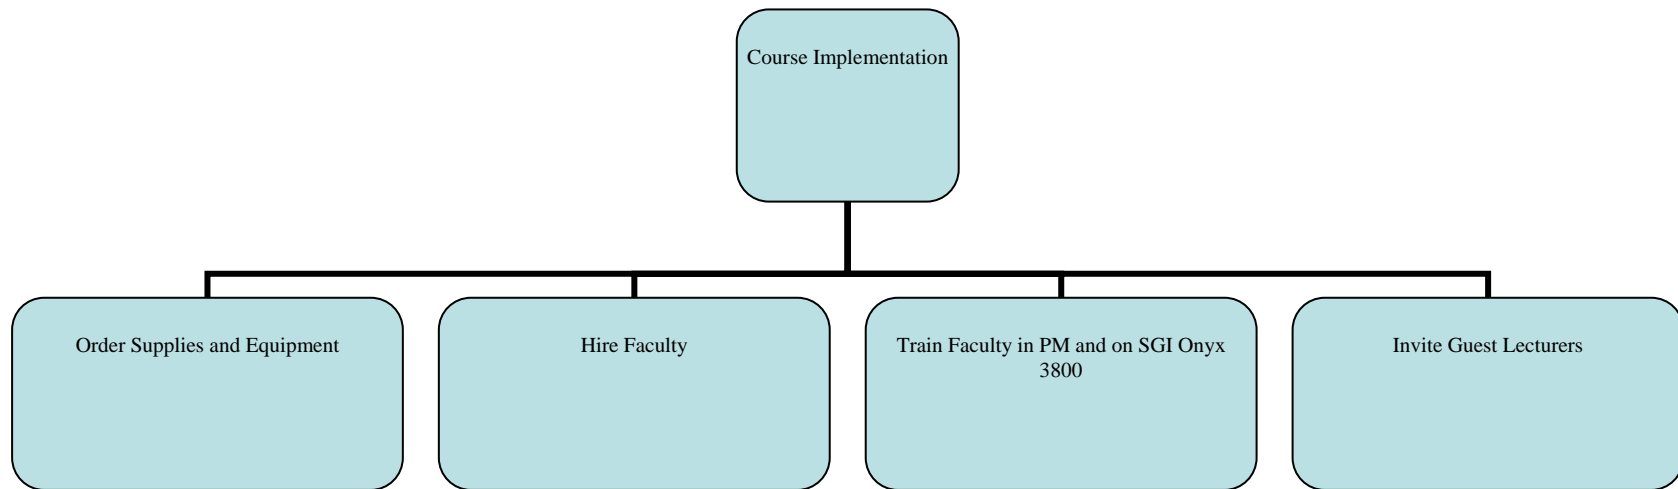 Course Implementation
Order Supplies and Equipment
Hire Faculty
Train Faculty in PM and on SGI Onyx
3800
Invite Guest Lecturers